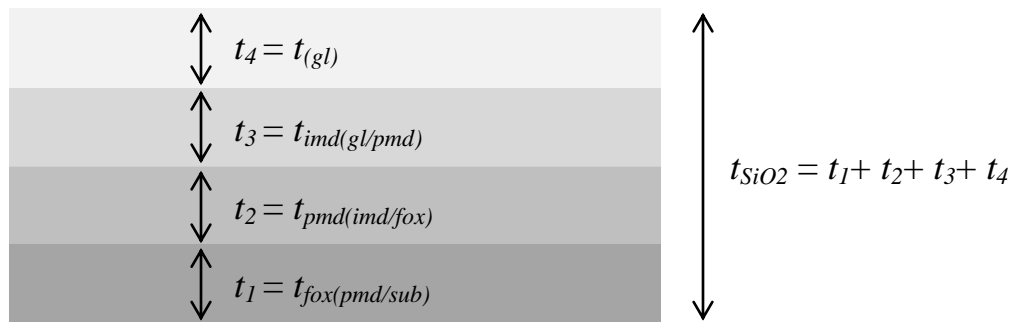 t4 = t(gl)
t3 = timd(gl/pmd)
tSiO2 = t1+ t2+ t3+ t4
t2 = tpmd(imd/fox)
t1 = tfox(pmd/sub)